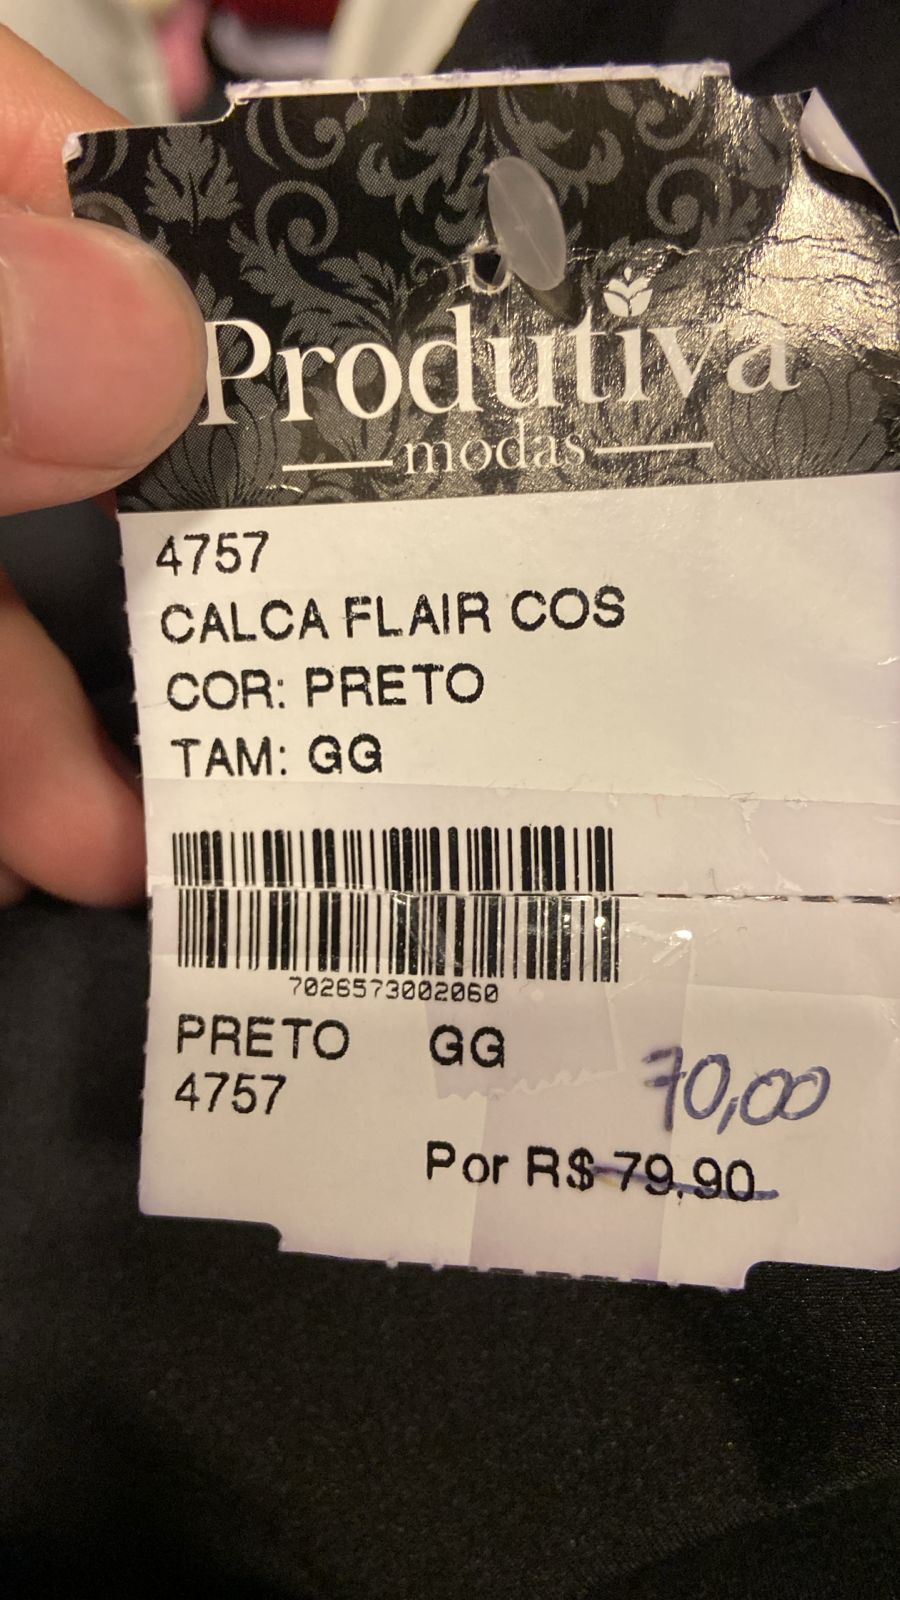 Produtiva
modas
4757
CALCA FLAIR COS
COR: PRETO
TAM: GG
7026573002060
PRETO GG
4757
70,00
Por R$ 79.90